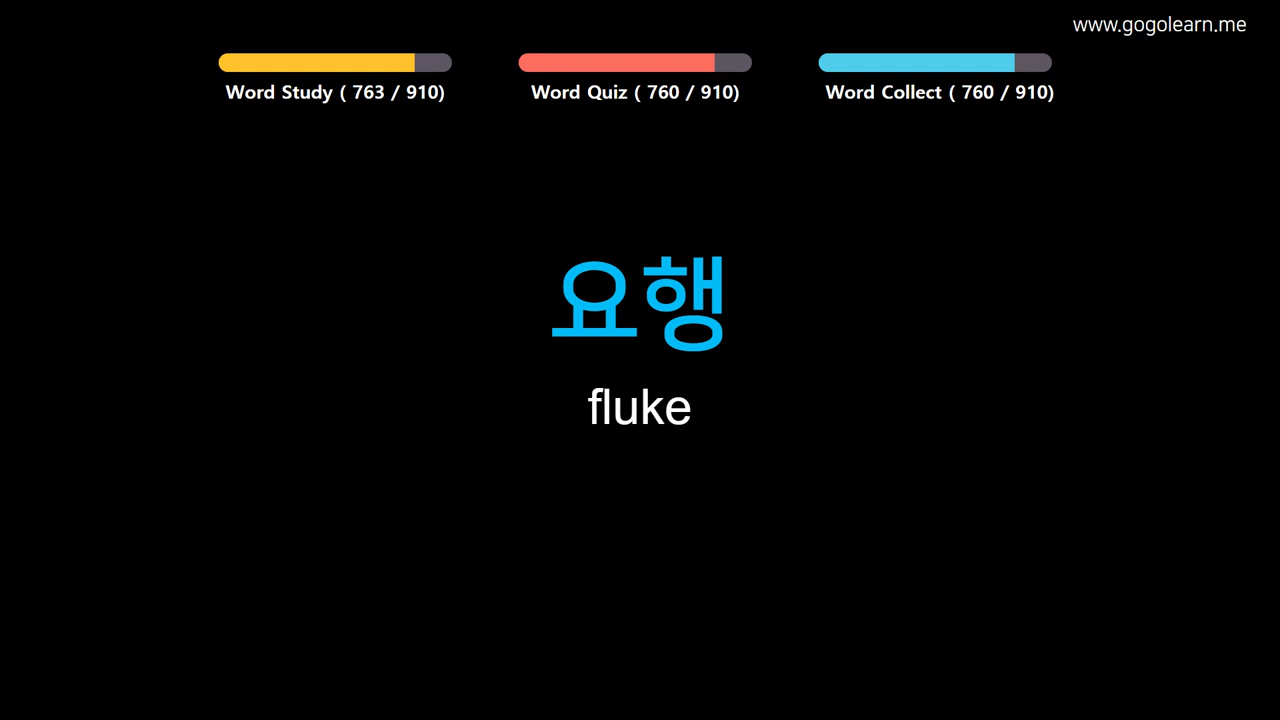 www.gogolearn.me
Word Study ( 763 / 910)
Word Quiz ( 760 / 910)
Word Collect ( 760 / 910)
요행
fluke